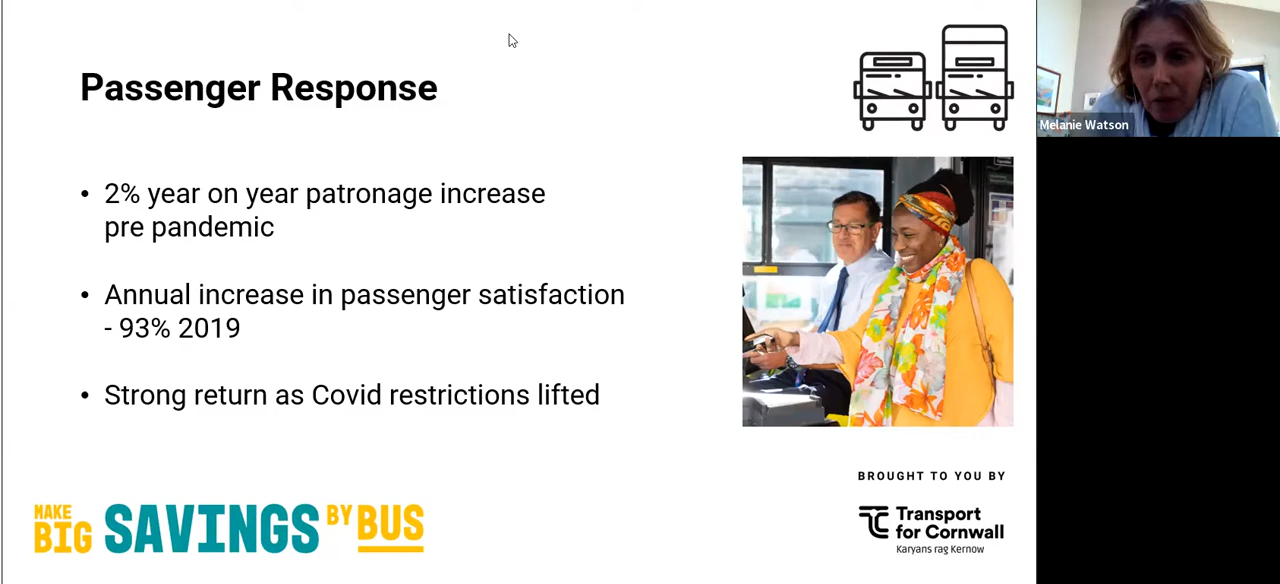 Passenger Response
• 2% year on year patronage increase
pre pandemic
• Annual increase in passenger satisfaction
- 93% 2019
• Strong return as Covid restrictions lifted
MAKE
BIG SAVINGS BY BUS
BROUGHT TO YOU BY
Transport
for Cornwall
Karyans rag Kernow
Melanie Watson